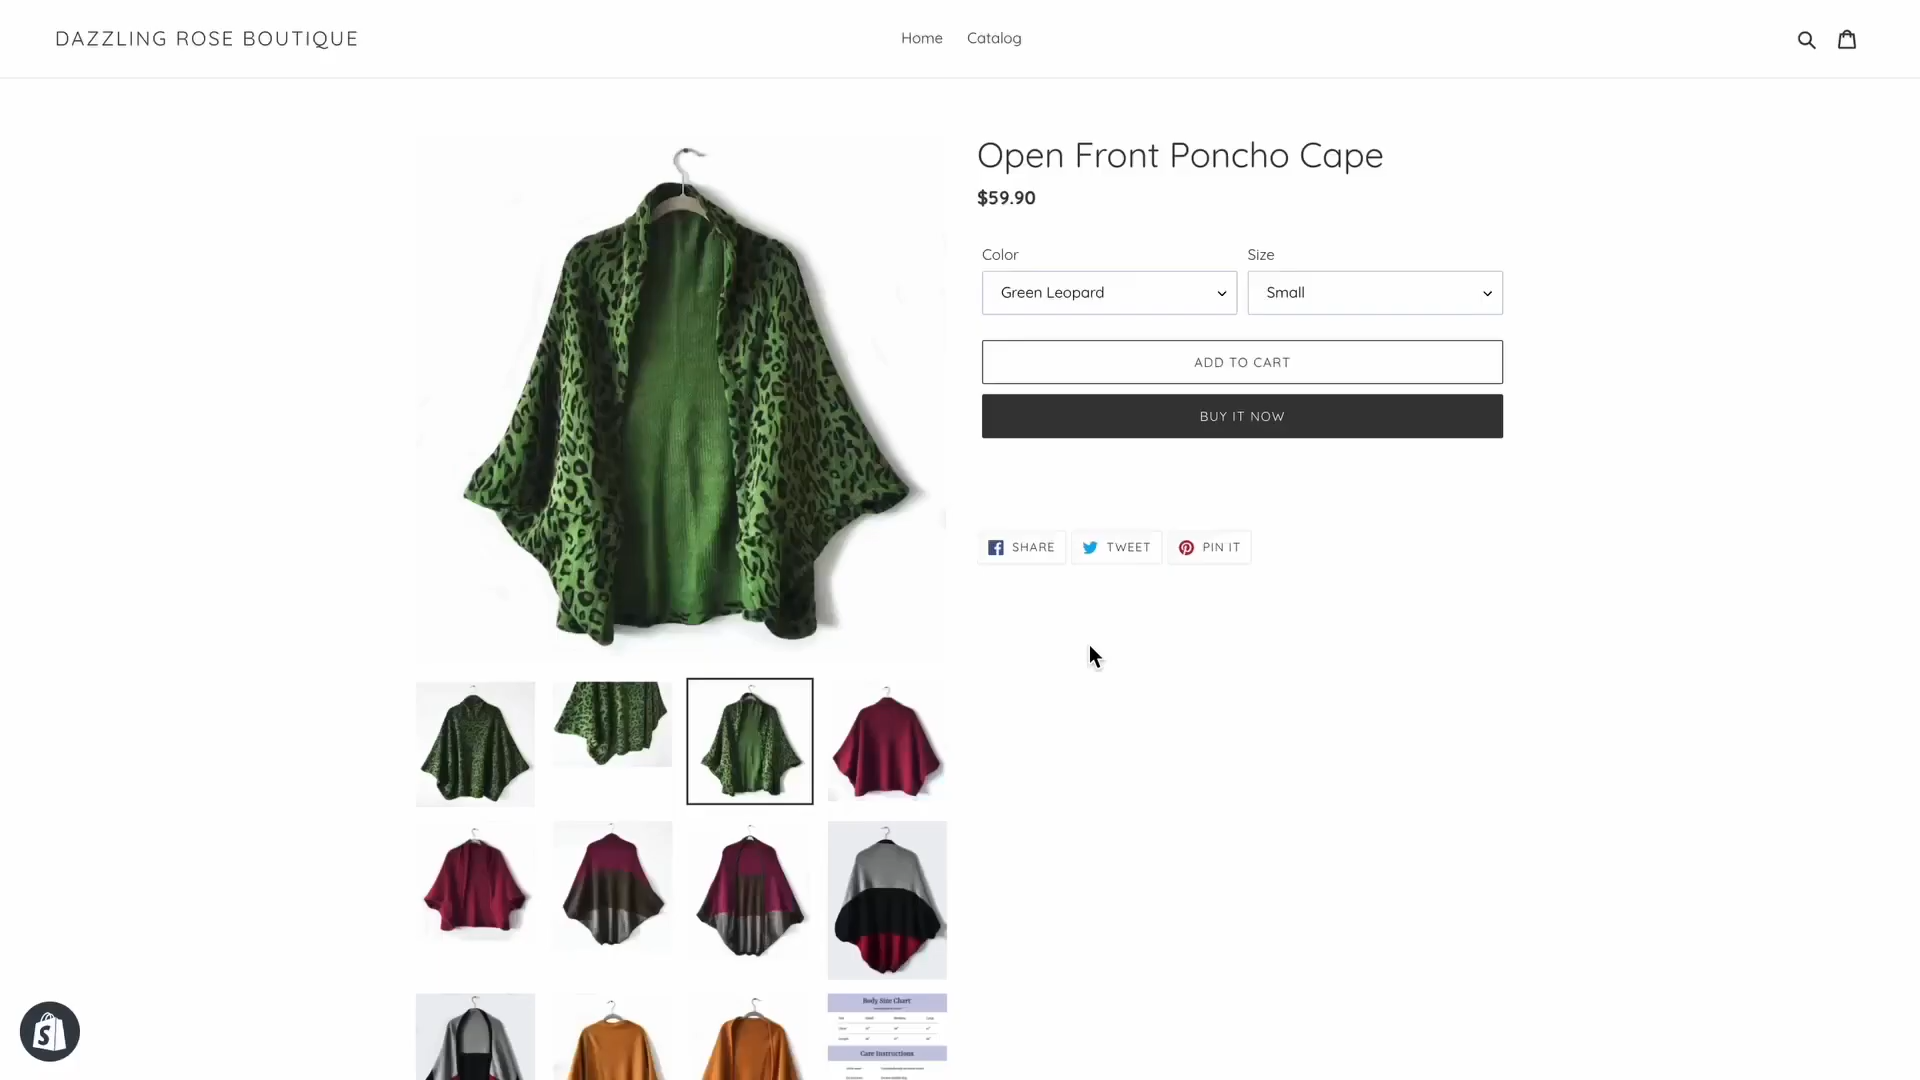 DAZZLING ROSE BOUTIQUE
Home
Catalog
Open Front Poncho Cape
$59.90
Color
Size
Green Leopard
Small
ADD TO CART
BUY IT NOW
SHARE
TWEET
PIN IT
Body Size Chart
Care Instructions